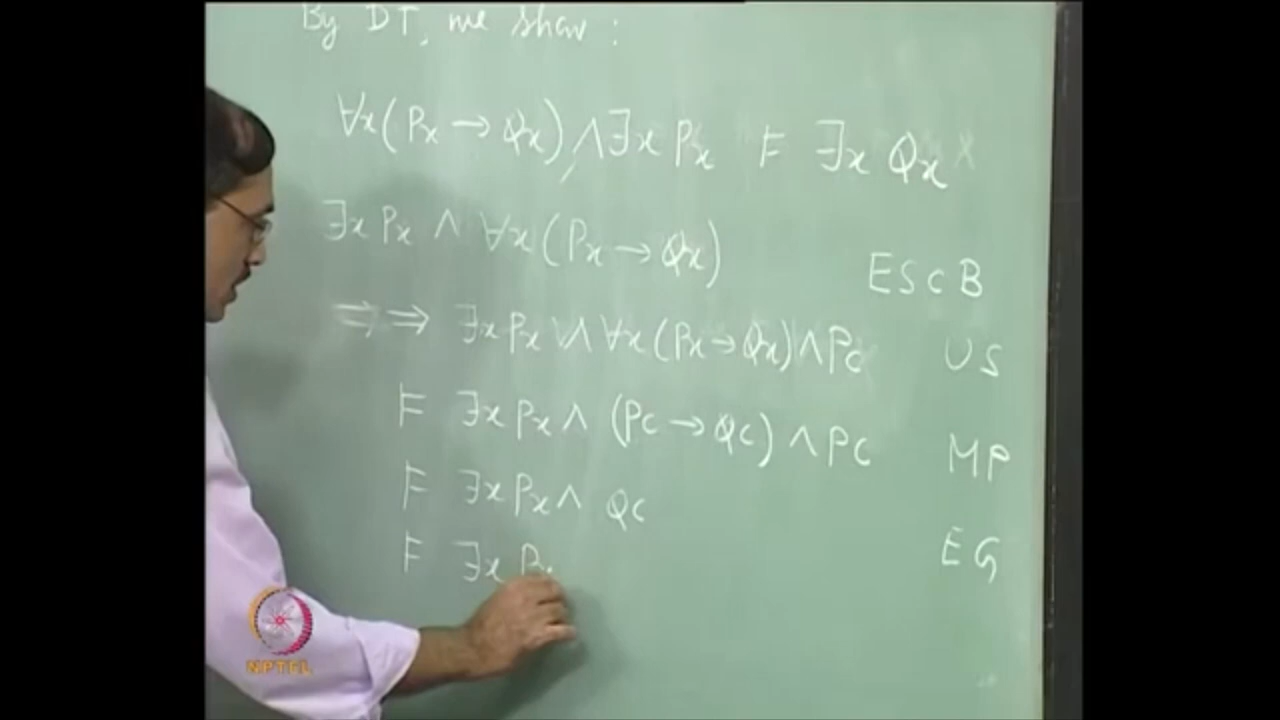 By DT, we show :
∀x(Px → Qx) ∧ ∃x Px ⊨ ∃x Qx
∃x Px ∧ ∀x(Px → Qx)
EScB
⇒⇒ ∃x Px ∧ ∀x(Px → Qx) ∧ Pc
US
⊨ ∃x Px ∧ (Pc → Qc) ∧ Pc
MP
⊨ ∃x Px ∧ Qc
EG
⊨ ∃x
NPTEL